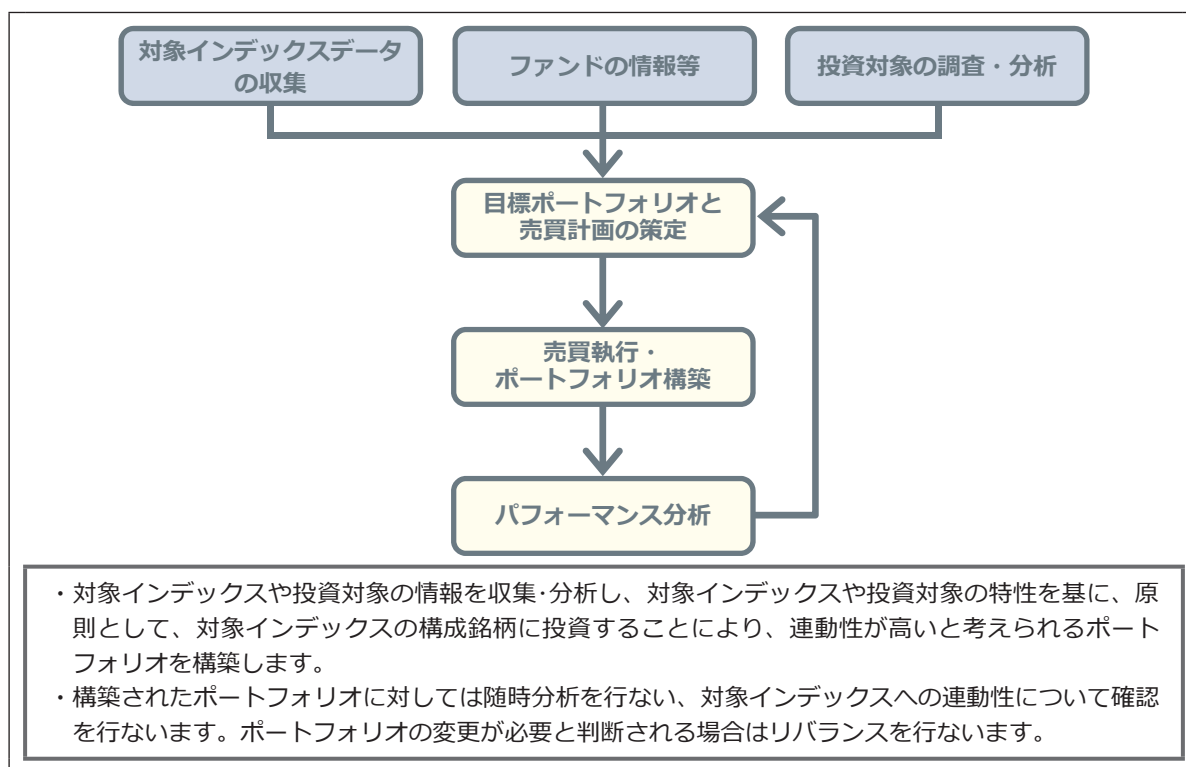 対象インデックスデータ
の収集
ファンドの情報等
投資対象の調査・分析
目標ポートフォリオと
売買計画の策定
売買執行・
ポートフォリオ構築
パフォーマンス分析
・対象インデックスや投資対象の情報を収集･分析し、対象インデックスや投資対象の特性を基に、原
則として、対象インデックスの構成銘柄に投資することにより、連動性が高いと考えられるポート
フォリオを構築します。
・構築されたポートフォリオに対しては随時分析を行ない、対象インデックスへの連動性について確認
を行ないます。ポートフォリオの変更が必要と判断される場合はリバランスを行ないます。